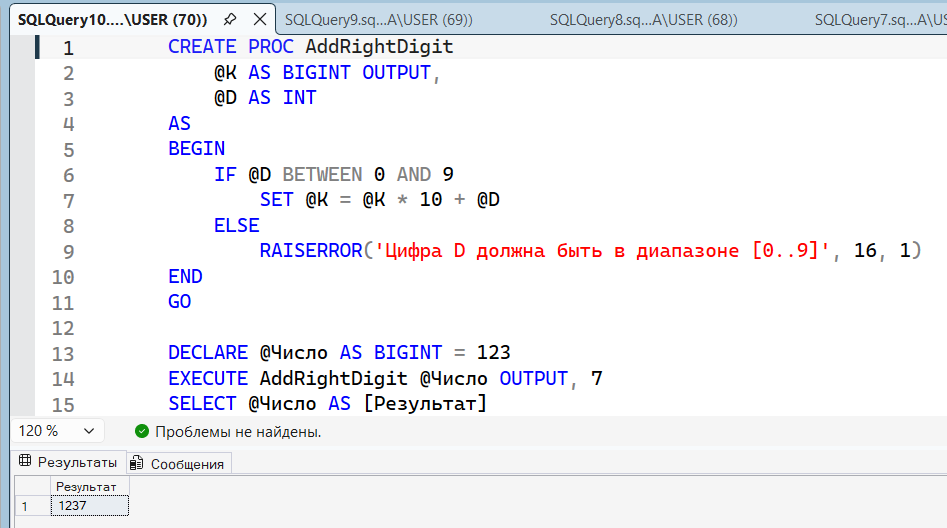 SQLQuery10....\USER (70)) SQLQuery9.sq...A\USER (69)) SQLQuery8.sq...A\USER (68)) SQLQuery7.sq...A\US
1 CREATE PROC AddRightDigit
2 @K AS BIGINT OUTPUT,
3 @D AS INT
4 AS
5 BEGIN
6 IF @D BETWEEN 0 AND 9
7 SET @K = @K * 10 + @D
8 ELSE
9 RAISERROR('Цифра D должна быть в диапазоне [0..9]', 16, 1)
10 END
11 GO
12
13 DECLARE @Число AS BIGINT = 123
14 EXECUTE AddRightDigit @Число OUTPUT, 7
15 SELECT @Число AS [Результат]
120 % Проблемы не найдены.
Результаты Сообщения
Результат
1 1237